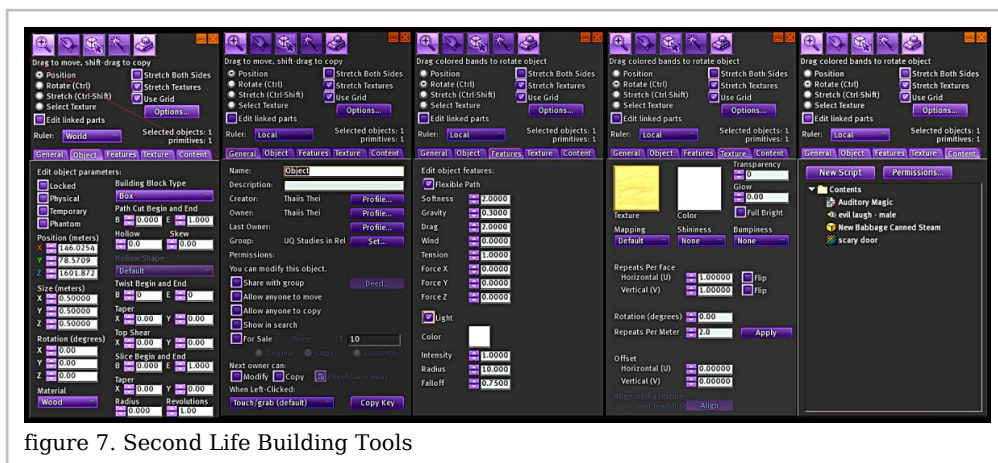 Drag to move, shift-drag to copy
Position
Rotate (Ctrl)
Stretch (Ctrl-Shift)
Select Texture
Edit linked parts
Stretch Both Sides
Stretch Textures
Use Grid
Options...
Ruler: World
Selected objects: 1
primitives: 1
General Object Features Texture Content
Edit object parameters:
Locked
Physical
Temporary
Phantom
Position (meters)
X 146.0254
Y 78.5709
Z 1601.872
Size (meters)
X 0.50000
Y 0.50000
Z 0.50000
Rotation (degrees)
X 0.00
Y 0.00
Z 0.00
Material
Wood
Building Block Type
Box
Path Cut Begin and End
B 0.000 E 1.000
Hollow Skew
0.0 0.00
Hollow Shape
Default
Twist Begin and End
B 0 E 0
Taper
X 0.00 Y 0.00
Top Shear
X 0.00 Y 0.00
Slice Begin and End
B 0.000 E 1.000
Taper
X 0.00 Y 0.00
Radius Revolutions
0.000 1.00
Drag to move, shift-drag to copy
Position
Rotate (Ctrl)
Stretch (Ctrl-Shift)
Select Texture
Edit linked parts
Stretch Both Sides
Stretch Textures
Use Grid
Options...
Ruler: Local
Selected objects: 1
primitives: 1
General Object Features Texture Content
Name: Object
Description:
Creator: Thaiis Thei Profile...
Owner: Thaiis Thei Profile...
Last Owner: Profile...
Group: UQ Studies in Rel Set...
Permissions:
You can modify this object.
Share with group Deed...
Allow anyone to move
Allow anyone to copy
Show in search
For Sale Price: L$ 10
Original Copy Contents
Next owner can:
Modify Copy Resell/Give away
When Left-Clicked:
Touch/grab (default) Copy Key
Drag colored bands to rotate object
Position
Rotate (Ctrl)
Stretch (Ctrl-Shift)
Select Texture
Edit linked parts
Stretch Both Sides
Stretch Textures
Use Grid
Options...
Ruler: Local
Selected objects: 1
primitives: 1
General Object Features Texture Content
Edit object features:
Flexible Path
Softness 2.0000
Gravity 0.3000
Drag 2.0000
Wind 0.0000
Tension 1.0000
Force X 0.0000
Force Y 0.0000
Force Z 0.0000
Light
Color
Intensity 1.0000
Radius 10.000
Falloff 0.7500
Drag colored bands to rotate object
Position
Rotate (Ctrl)
Stretch (Ctrl-Shift)
Select Texture
Edit linked parts
Stretch Both Sides
Stretch Textures
Use Grid
Options...
Ruler: Local
Selected objects: 1
primitives: 1
General Object Features Texture Content
Texture Color
Transparency
0
Glow
0.00
Full Bright
Mapping Shininess Bumpiness
Default None None
Repeats Per Face
Horizontal (U) 1.00000 Flip
Vertical (V) 1.00000 Flip
Rotation (degrees) 0.00
Repeats Per Meter 2.0 Apply
Offset
Horizontal (U) 0.00000
Vertical (V) 0.00000
Align media texture
Align
Drag colored bands to rotate object
Position
Rotate (Ctrl)
Stretch (Ctrl-Shift)
Select Texture
Edit linked parts
Stretch Both Sides
Stretch Textures
Use Grid
Options...
Ruler: Local
Selected objects: 1
primitives: 1
General Object Features Texture Content
New Script Permissions...
Contents
Auditory Magic
evil laugh - male
New Babbage Canned Steam
scary door
figure 7. Second Life Building Tools